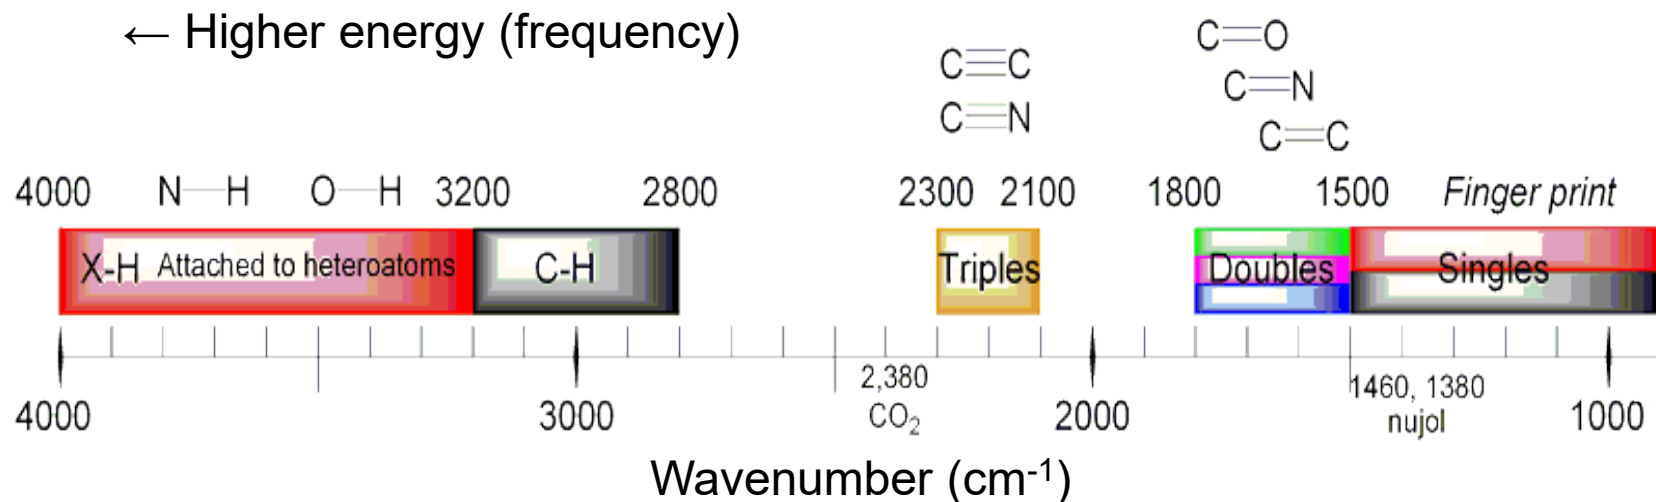 ← Higher energy (frequency)
C=O
C≡C
C=N
C≡N
C=C
4000 N—H O—H 3200 2800 2300 2100 1800 1500 Finger print
X-H Attached to heteroatoms C-H Triples Doubles Singles
2,380 1460, 1380
4000 3000 CO₂ 2000 nujol 1000
Wavenumber (cm⁻¹)